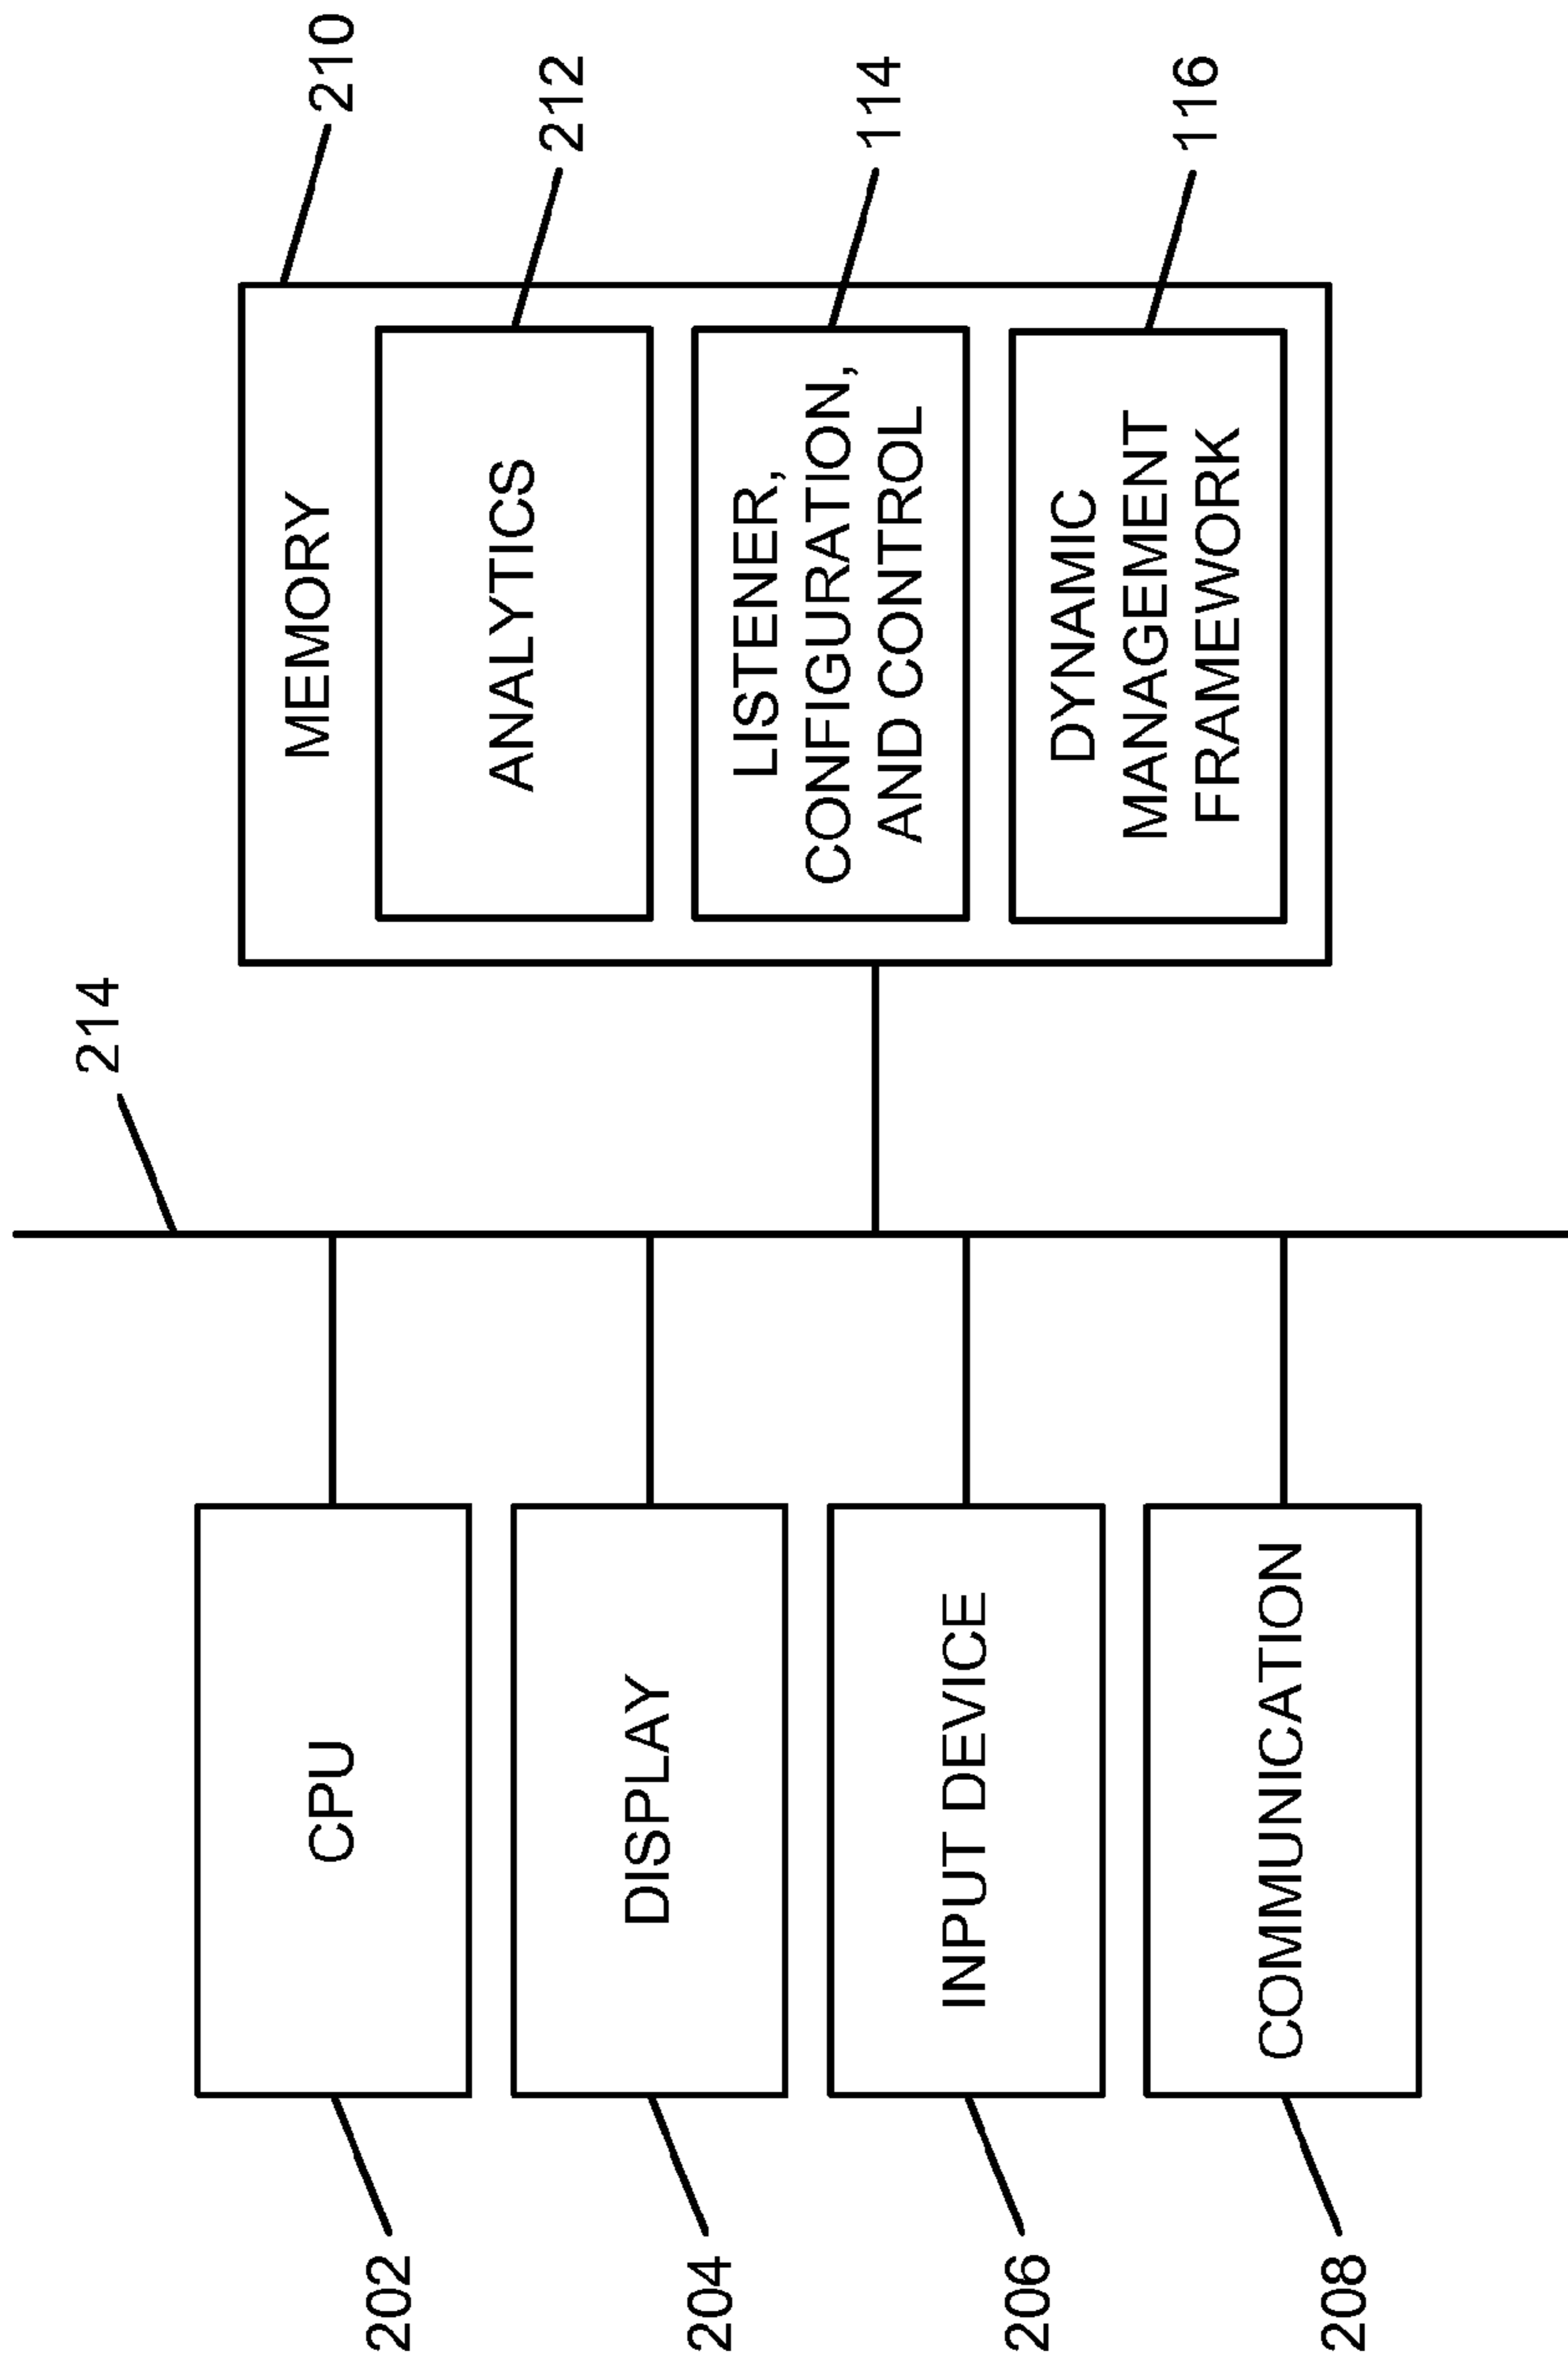 214
202
CPU
204
DISPLAY
206
INPUT DEVICE
208
COMMUNICATION
210
MEMORY
212
ANALYTICS
114
LISTENER,
CONFIGURATION,
AND CONTROL
116
DYNAMIC
MANAGEMENT
FRAMEWORK